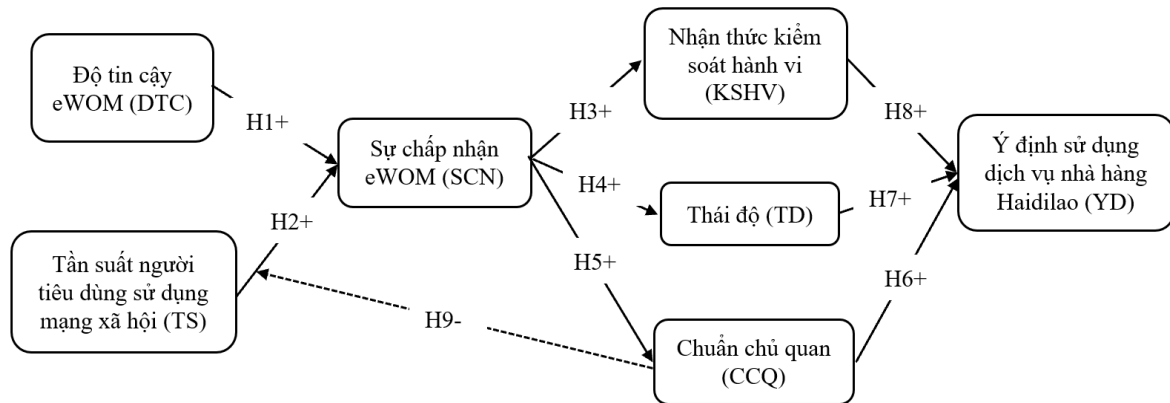 Độ tin cậy
eWOM (DTC)
H1+
Tần suất người
tiêu dùng sử dụng
mạng xã hội (TS)
H2+
Sự chấp nhận
eWOM (SCN)
H3+
H4+
H5+
H9-
Nhận thức kiểm
soát hành vi
(KSHV)
Thái độ (TD)
Chuẩn chủ quan
(CCQ)
H8+
H7+
H6+
Ý định sử dụng
dịch vụ nhà hàng
Haidilao (YD)